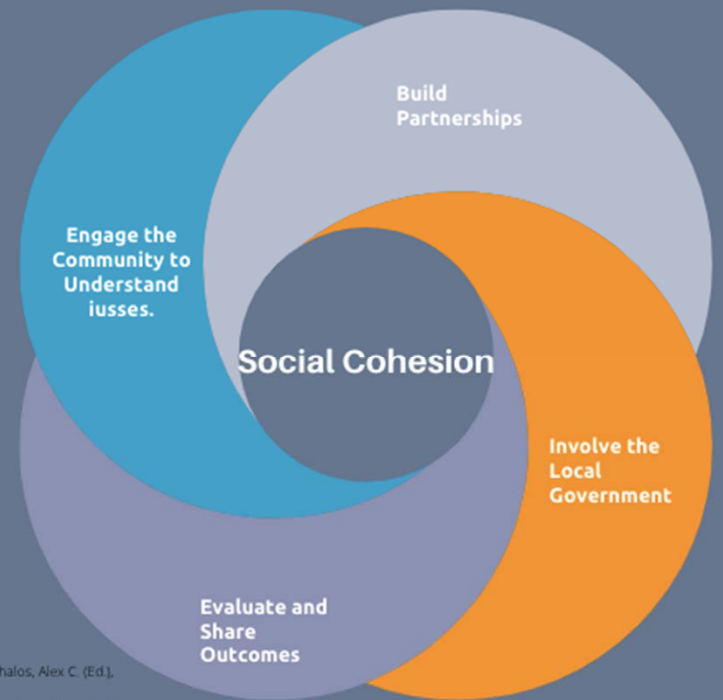 Build
Partnerships
Engage the
Community to
Understand
iusses.
Social Cohesion
Involve the
Local
Government
Evaluate and
Share
Outcomes
halos, Alex C. (Ed.),